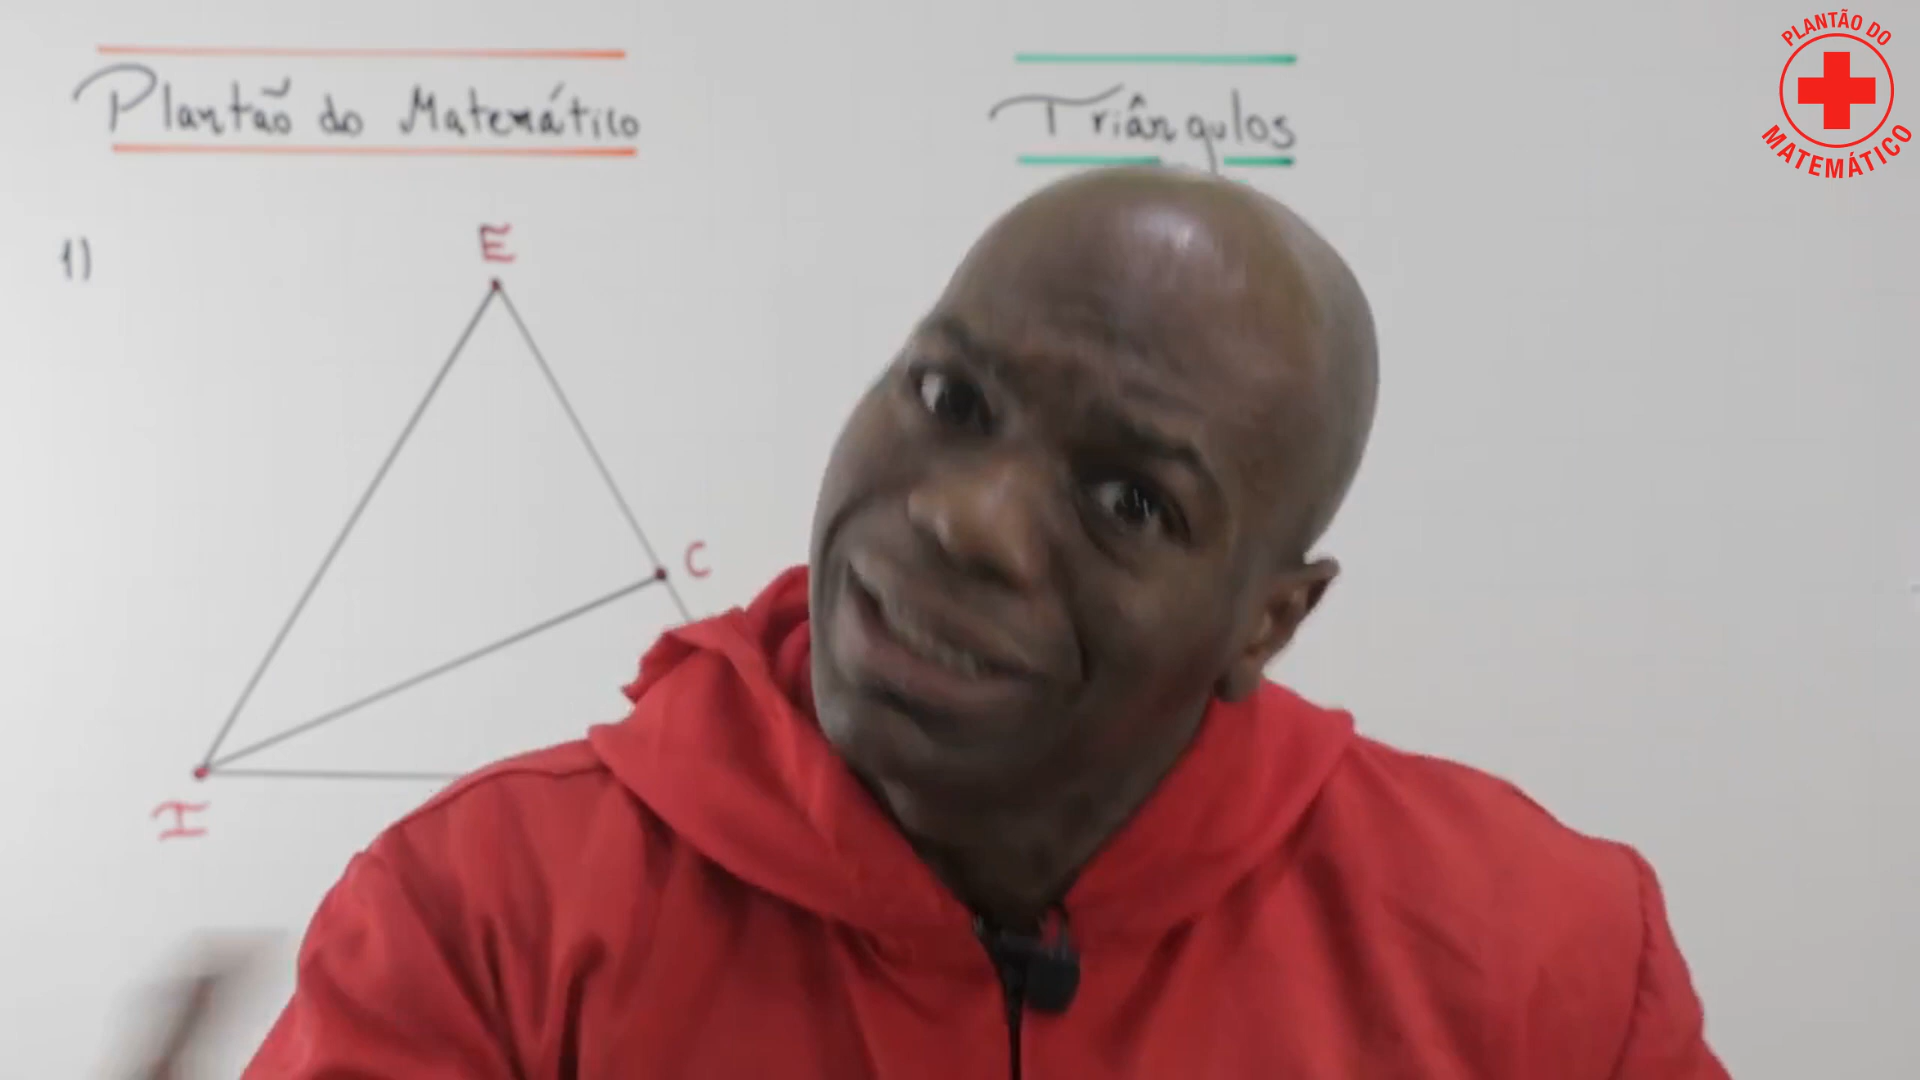 Plantão do Matemático
Triângulos
PLANTÃO DO
MATEMÁTICO
1)
E
C
H